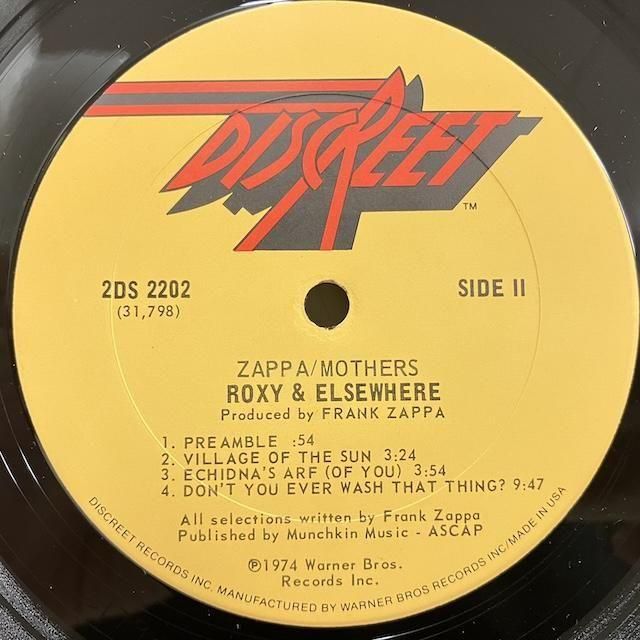 DISCREET
TM
2DS 2202
(31,798)
SIDE II
ZAPPA/MOTHERS
ROXY & ELSEWHERE
Produced by FRANK ZAPPA
1. PREAMBLE :54
2. VILLAGE OF THE SUN 3:24
3. ECHIDNA'S ARF (OF YOU) 3:54
4. DON'T YOU EVER WASH THAT THING? 9:47
All selections written by Frank Zappa
Published by Munchkin Music - ASCAP
℗1974 Warner Bros.
Records Inc.
DISCREET RECORDS INC. MANUFACTURED BY WARNER BROS RECORDS INC/MADE IN USA